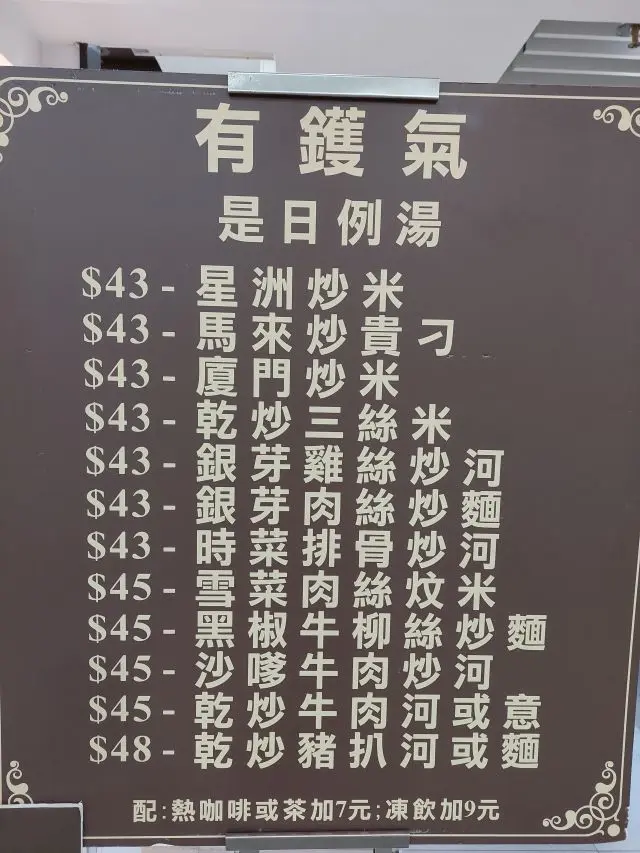 有鑊氣
是日例湯
$43-星洲炒米
$43-馬來炒貴刁
$43-廈門炒米
$43-乾炒三絲米
$43-銀芽雞絲炒河
$43-銀芽肉絲炒麵
$43-時菜排骨炒河
$45-雪菜肉絲炆米
$45-黑椒牛柳絲炒麵
$45-沙嗲牛肉炒河
$45-乾炒牛肉河或意
$48-乾炒豬扒河或麵
配:熱咖啡或茶加7元;凍飲加9元